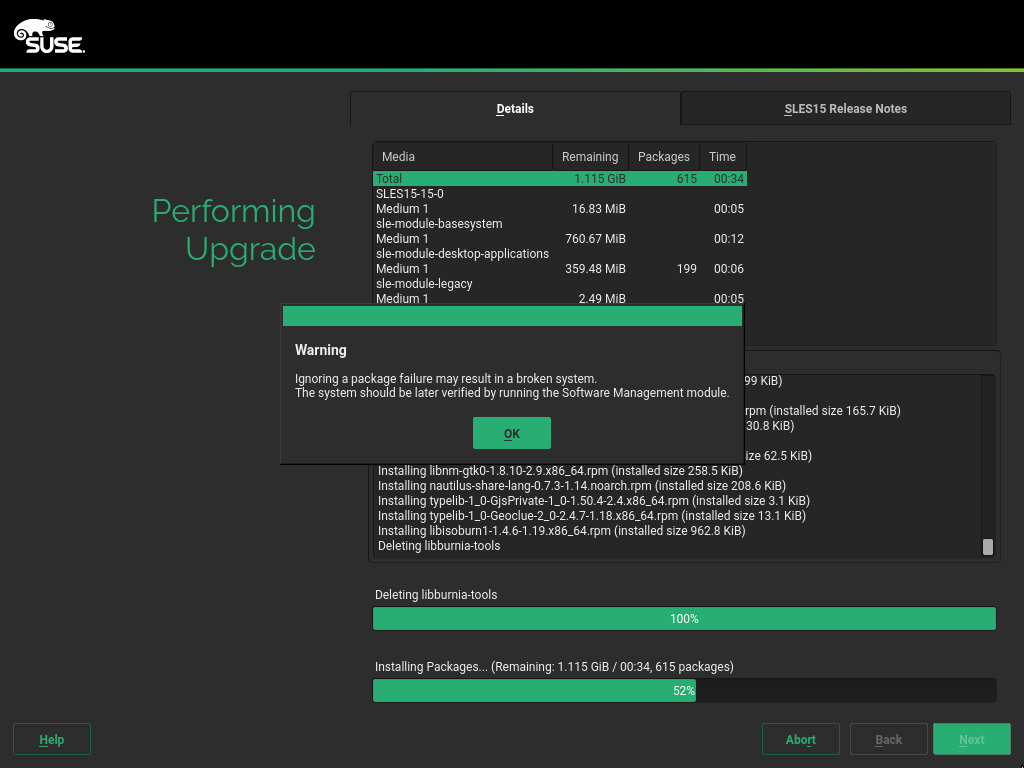 SUSE.
Details
SLES15 Release Notes
Performing
Upgrade
Media Remaining Packages Time
Total 1.115 GiB 615 00:34
SLES15-15-0
Medium 1 16.83 MiB 00:05
sle-module-basesystem
Medium 1 760.67 MiB 00:12
sle-module-desktop-applications
Medium 1 359.48 MiB 199 00:06
sle-module-legacy
Medium 1 2.49 MiB 00:05
Warning
Ignoring a package failure may result in a broken system.
The system should be later verified by running the Software Management module.
OK
99 KiB)
rpm (installed size 165.7 KiB)
30.8 KiB)
ize 62.5 KiB)
Installing libnm-gtk0-1.8.10-2.9.x86_64.rpm (installed size 258.5 KiB)
Installing nautilus-share-lang-0.7.3-1.14.noarch.rpm (installed size 208.6 KiB)
Installing typelib-1_0-GjsPrivate-1_0-1.50.4-2.4.x86_64.rpm (installed size 3.1 KiB)
Installing typelib-1_0-Geoclue-2_0-2.4.7-1.18.x86_64.rpm (installed size 13.1 KiB)
Installing libisoburn1-1.4.6-1.19.x86_64.rpm (installed size 962.8 KiB)
Deleting libburnia-tools
Deleting libburnia-tools
100%
Installing Packages... (Remaining: 1.115 GiB / 00:34, 615 packages)
52%
Help
Abort
Back
Next